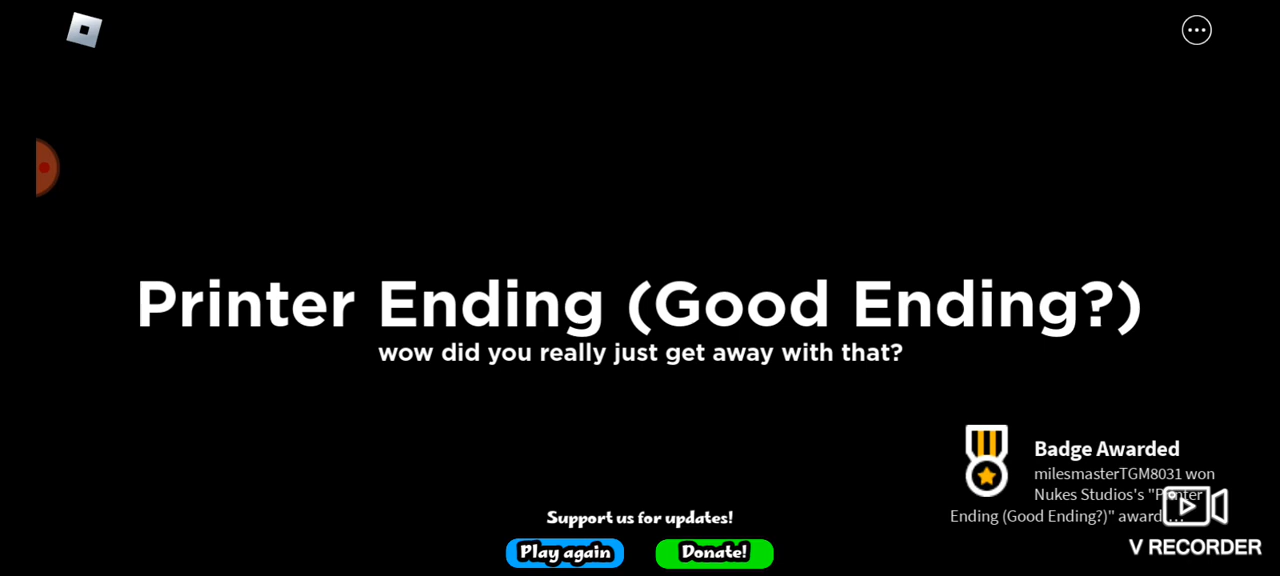 Printer Ending (Good Ending?)
wow did you really just get away with that?
Badge Awarded
milesmasterTGM8031 won
Nukes Studios's "Printer
Ending (Good Ending?)" award...
V RECORDER
Support us for updates!
Play again
Donate!